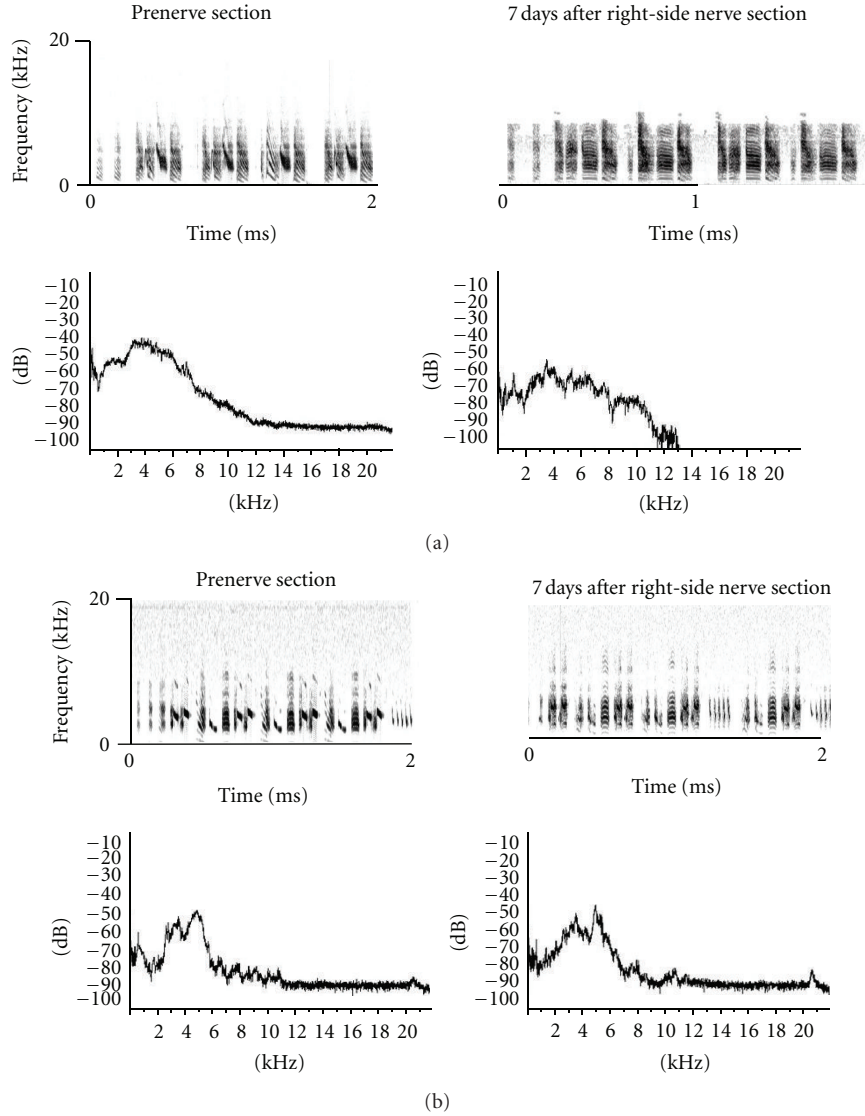 Prenerve section
7 days after right-side nerve section
20
Frequency (kHz)
0
0
2
Time (ms)
0
1
Time (ms)
−10
−20
−30
−40
−50
−60
−70
−80
−90
−100
(dB)
2 4 6 8 10 12 14 16 18 20
(kHz)
−10
−20
−30
−40
−50
−60
−70
−80
−90
−100
(dB)
2 4 6 8 10 12 14 16 18 20
(kHz)
(a)
Prenerve section
7 days after right-side nerve section
20
Frequency (kHz)
0
0
2
Time (ms)
0
2
Time (ms)
−10
−20
−30
−40
−50
−60
−70
−80
−90
−100
(dB)
2 4 6 8 10 12 14 16 18 20
(kHz)
−10
−20
−30
−40
−50
−60
−70
−80
−90
−100
(dB)
2 4 6 8 10 12 14 16 18 20
(kHz)
(b)